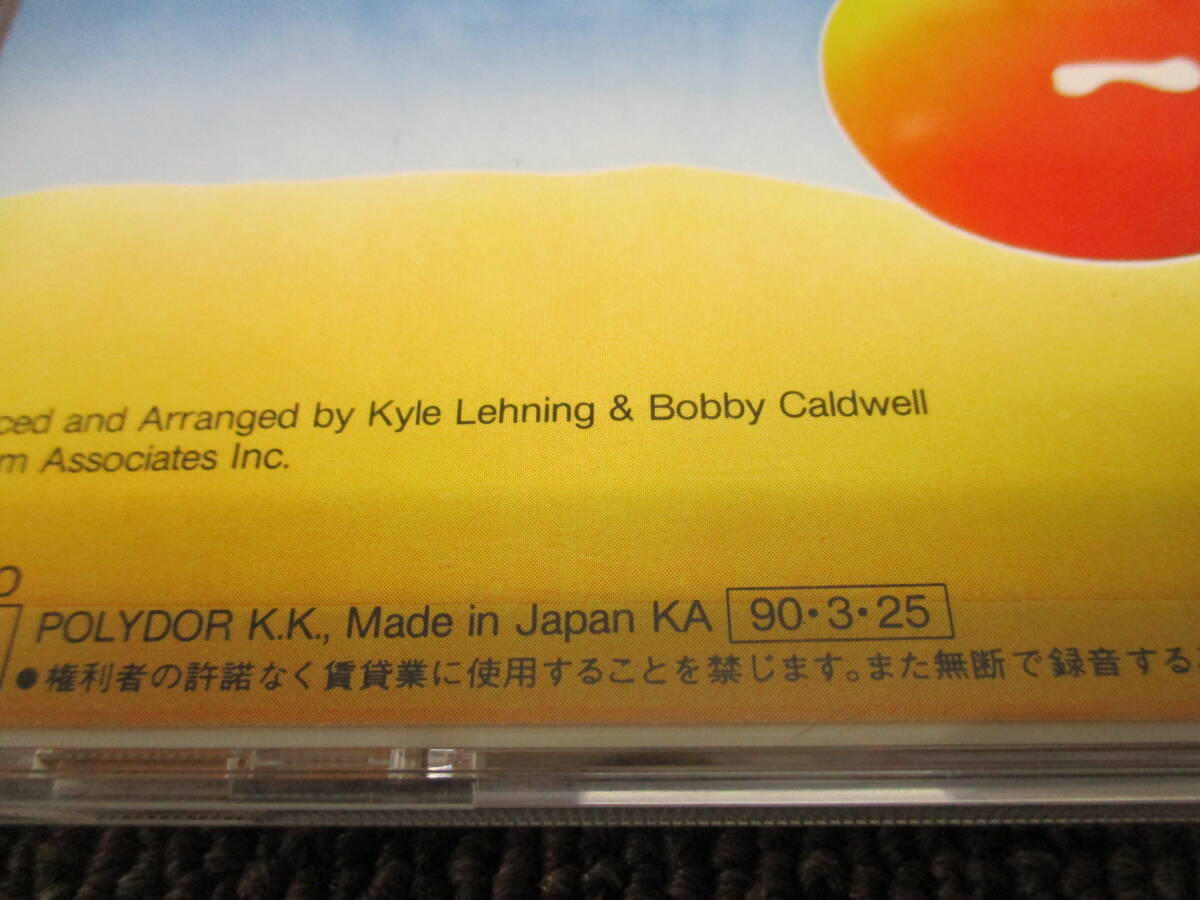 ced and Arranged by Kyle Lehning & Bobby Caldwell
m Associates Inc.
POLYDOR K.K., Made in Japan KA 90・3・25
●権利者の許諾なく賃貸業に使用することを禁じます。また無断で録音する